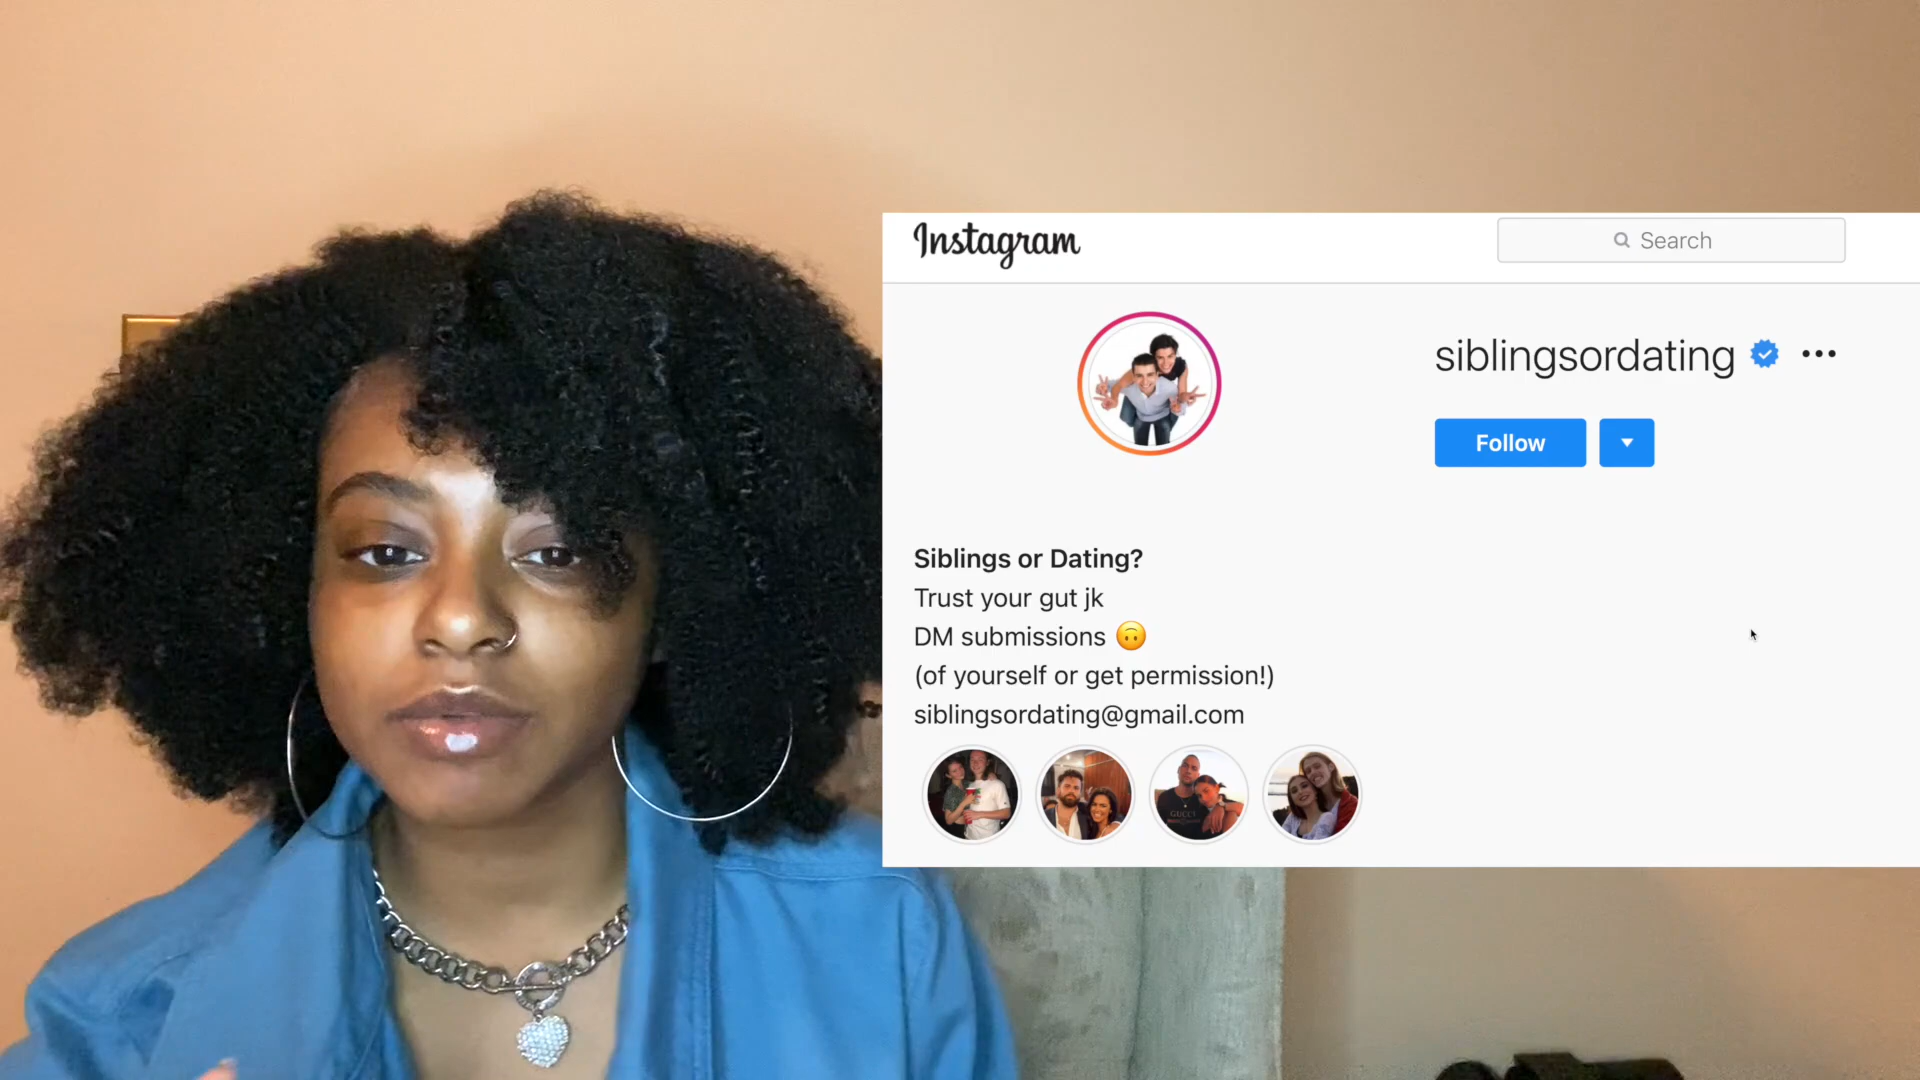 Instagram
Search
siblingsordating
Follow
Siblings or Dating?
Trust your gut jk
DM submissions 🙃
(of yourself or get permission!)
siblingsordating@gmail.com
GUCCI